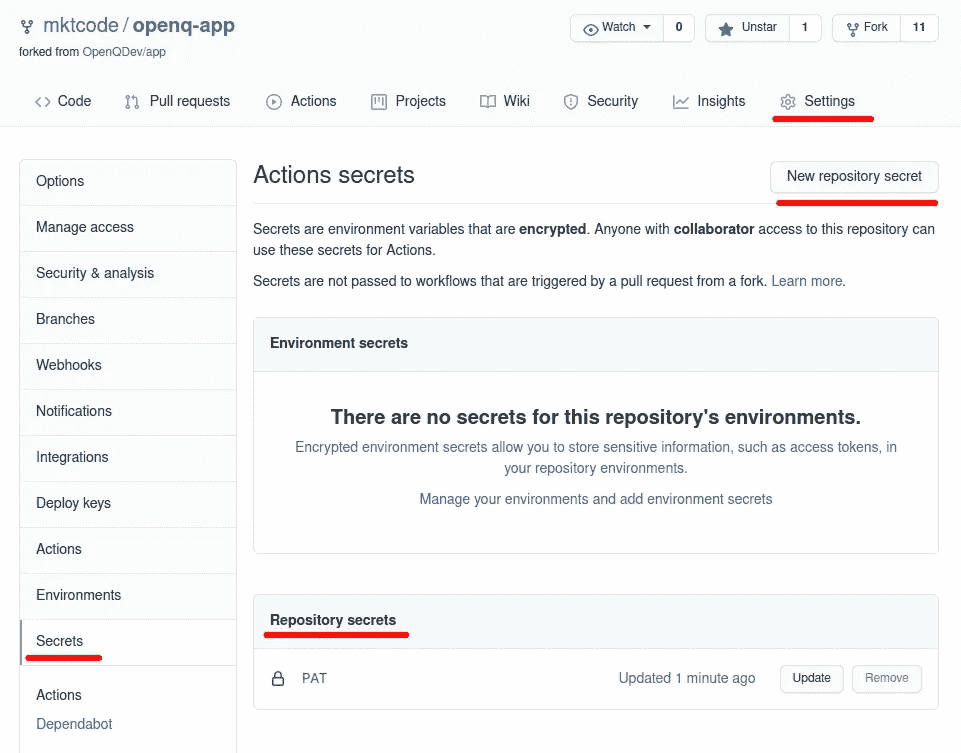 mktcode / openq-app
Watch 0 Unstar 1 Fork 11
forked from OpenQDev/app
Code Pull requests Actions Projects Wiki Security Insights Settings
Options
Manage access
Security & analysis
Branches
Webhooks
Notifications
Integrations
Deploy keys
Actions
Environments
Secrets
Actions
Dependabot
Actions secrets
New repository secret
Secrets are environment variables that are encrypted. Anyone with collaborator access to this repository can
use these secrets for Actions.
Secrets are not passed to workflows that are triggered by a pull request from a fork. Learn more.
Environment secrets
There are no secrets for this repository's environments.
Encrypted environment secrets allow you to store sensitive information, such as access tokens, in
your repository environments.
Manage your environments and add environment secrets
Repository secrets
PAT Updated 1 minute ago Update Remove